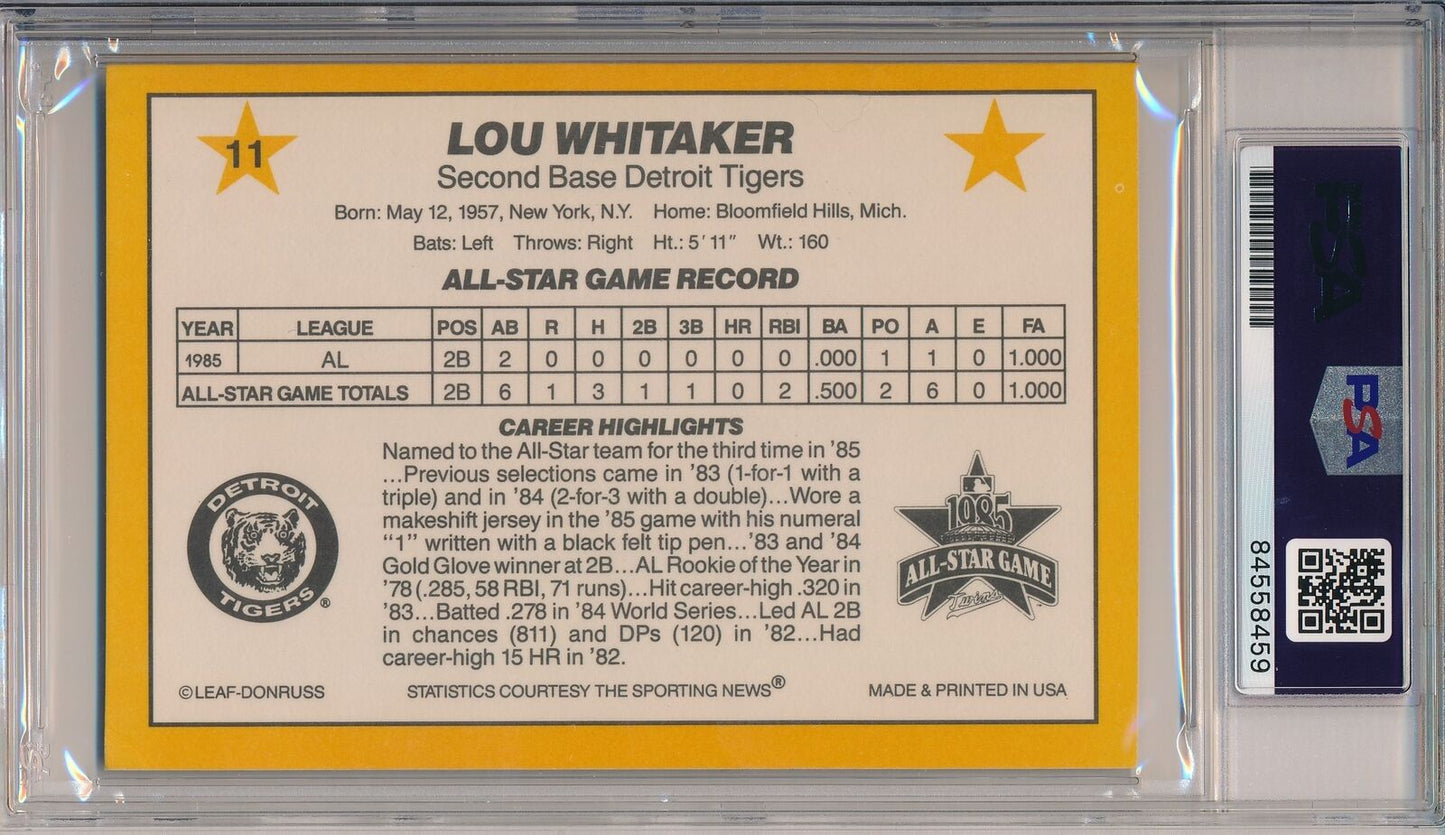 11
LOU WHITAKER
Second Base Detroit Tigers
Born: May 12, 1957, New York, N.Y. Home: Bloomfield Hills, Mich.
Bats: Left Throws: Right Ht.: 5'11" Wt.: 160
ALL-STAR GAME RECORD
YEAR LEAGUE POS AB R H 2B 3B HR RBI BA PO A E FA
1985 AL 2B 2 0 0 0 0 0 0 .000 1 1 0 1.000
ALL-STAR GAME TOTALS 2B 6 1 3 1 1 0 2 .500 2 6 0 1.000
CAREER HIGHLIGHTS
Named to the All-Star team for the third time in '85
...Previous selections came in '83 (1-for-1 with a
triple) and in '84 (2-for-3 with a double)...Wore a
makeshift jersey in the '85 game with his numeral
"1" written with a black felt tip pen...'83 and '84
Gold Glove winner at 2B...AL Rookie of the Year in
'78 (.285, 58 RBI, 71 runs)...Hit career-high .320 in
'83...Batted .278 in '84 World Series...Led AL 2B
in chances (811) and DPs (120) in '82...Had
career-high 15 HR in '82.
DETROIT
TIGERS®
1985
ALL-STAR GAME
Twins
© LEAF-DONRUSS STATISTICS COURTESY THE SPORTING NEWS® MADE & PRINTED IN USA
PSA
PSA
84558459